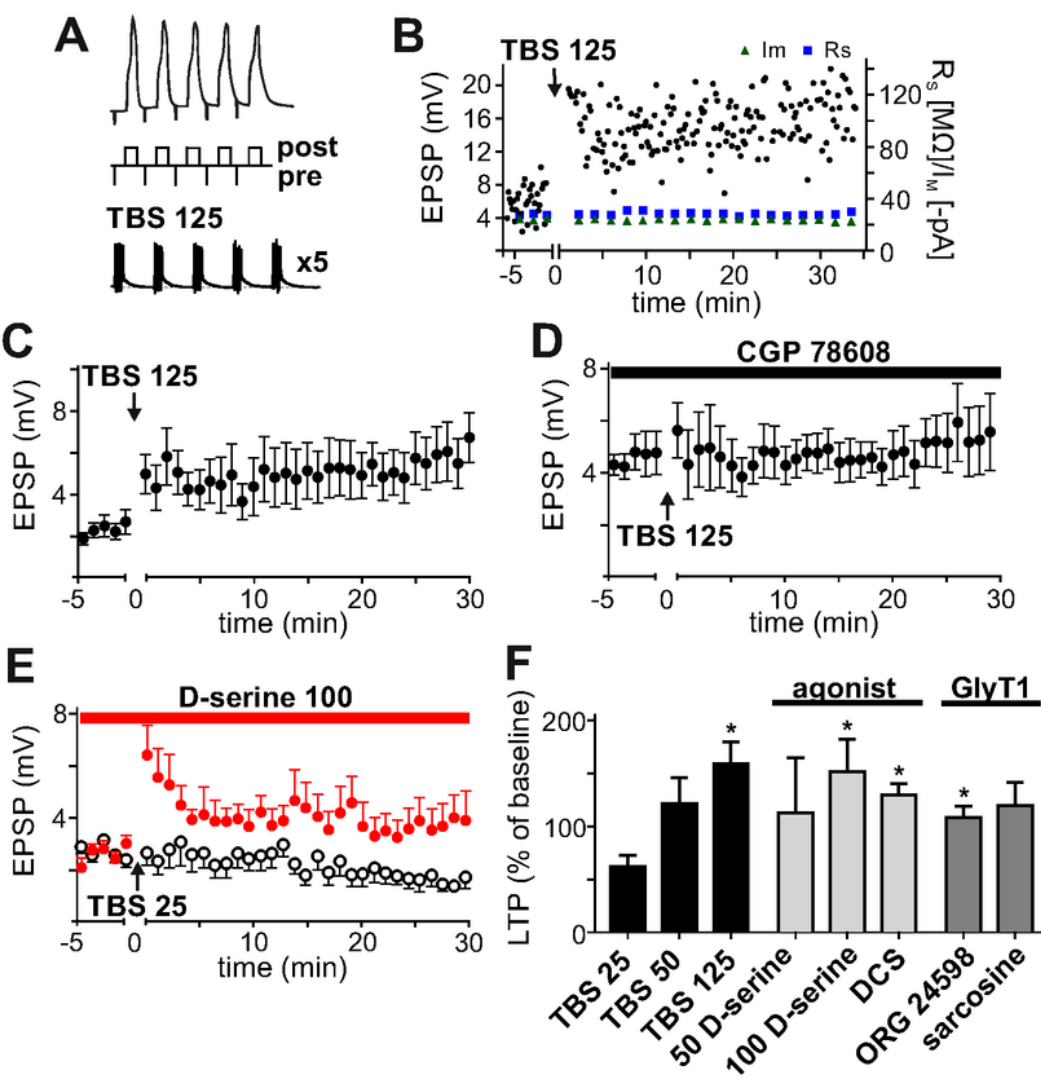 A
post
pre
TBS 125
x5
B
TBS 125
Im Rs
EPSP (mV)
20
16
12
8
4
120
80
40
0
Rs [MΩ]/IM [-pA]
-5 0 10 20 30
time (min)
C
TBS 125
EPSP (mV)
8
4
-5 0 10 20 30
time (min)
D
CGP 78608
EPSP (mV)
8
4
TBS 125
-5 0 10 20 30
time (min)
E
D-serine 100
EPSP (mV)
8
4
TBS 25
-5 0 10 20 30
time (min)
F
agonist GlyT1
LTP (% of baseline)
200
100
0
* * * *
TBS 25
TBS 50
TBS 125
50 D-serine
100 D-serine
DCS
ORG 24598
sarcosine